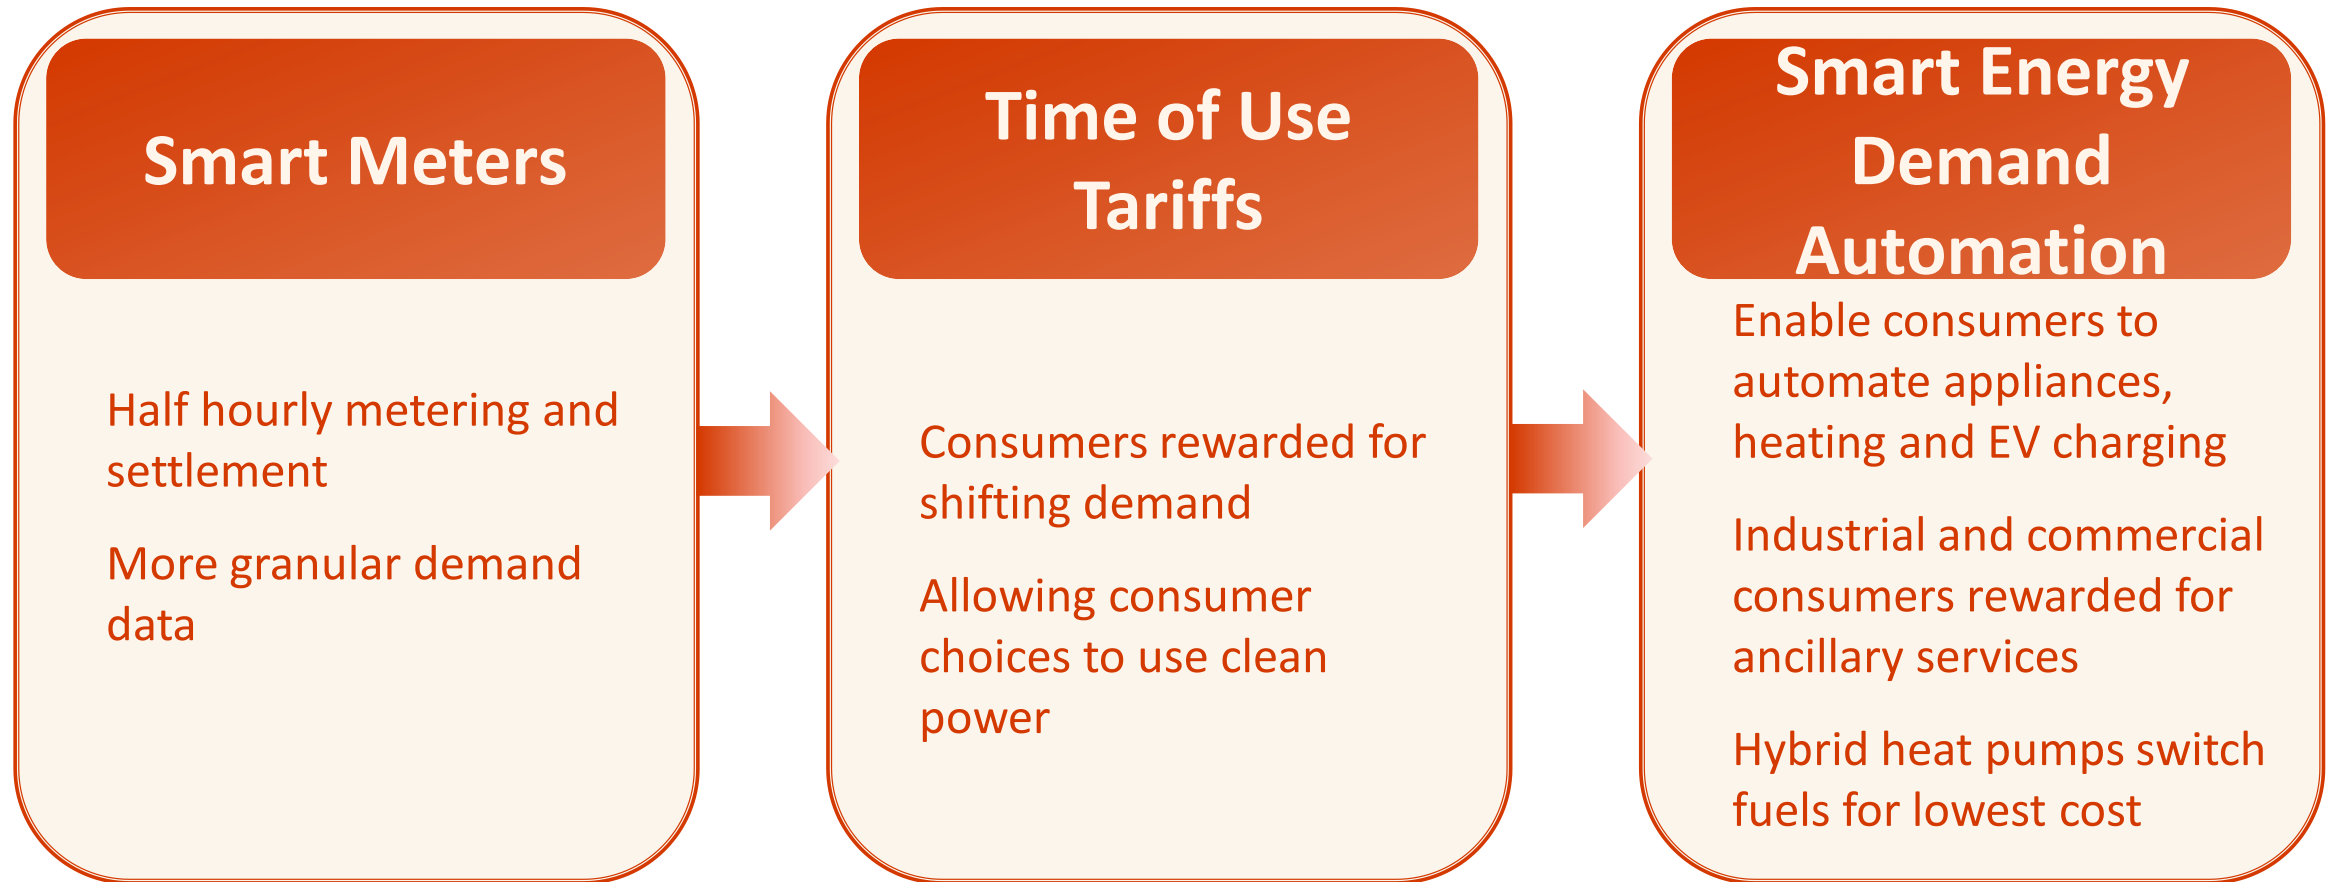 Smart Meters
Half hourly metering and
settlement
More granular demand
data
Time of Use
Tariffs
Consumers rewarded for
shifting demand
Allowing consumer
choices to use clean
power
Smart Energy
Demand
Automation
Enable consumers to
automate appliances,
heating and EV charging
Industrial and commercial
consumers rewarded for
ancillary services
Hybrid heat pumps switch
fuels for lowest cost